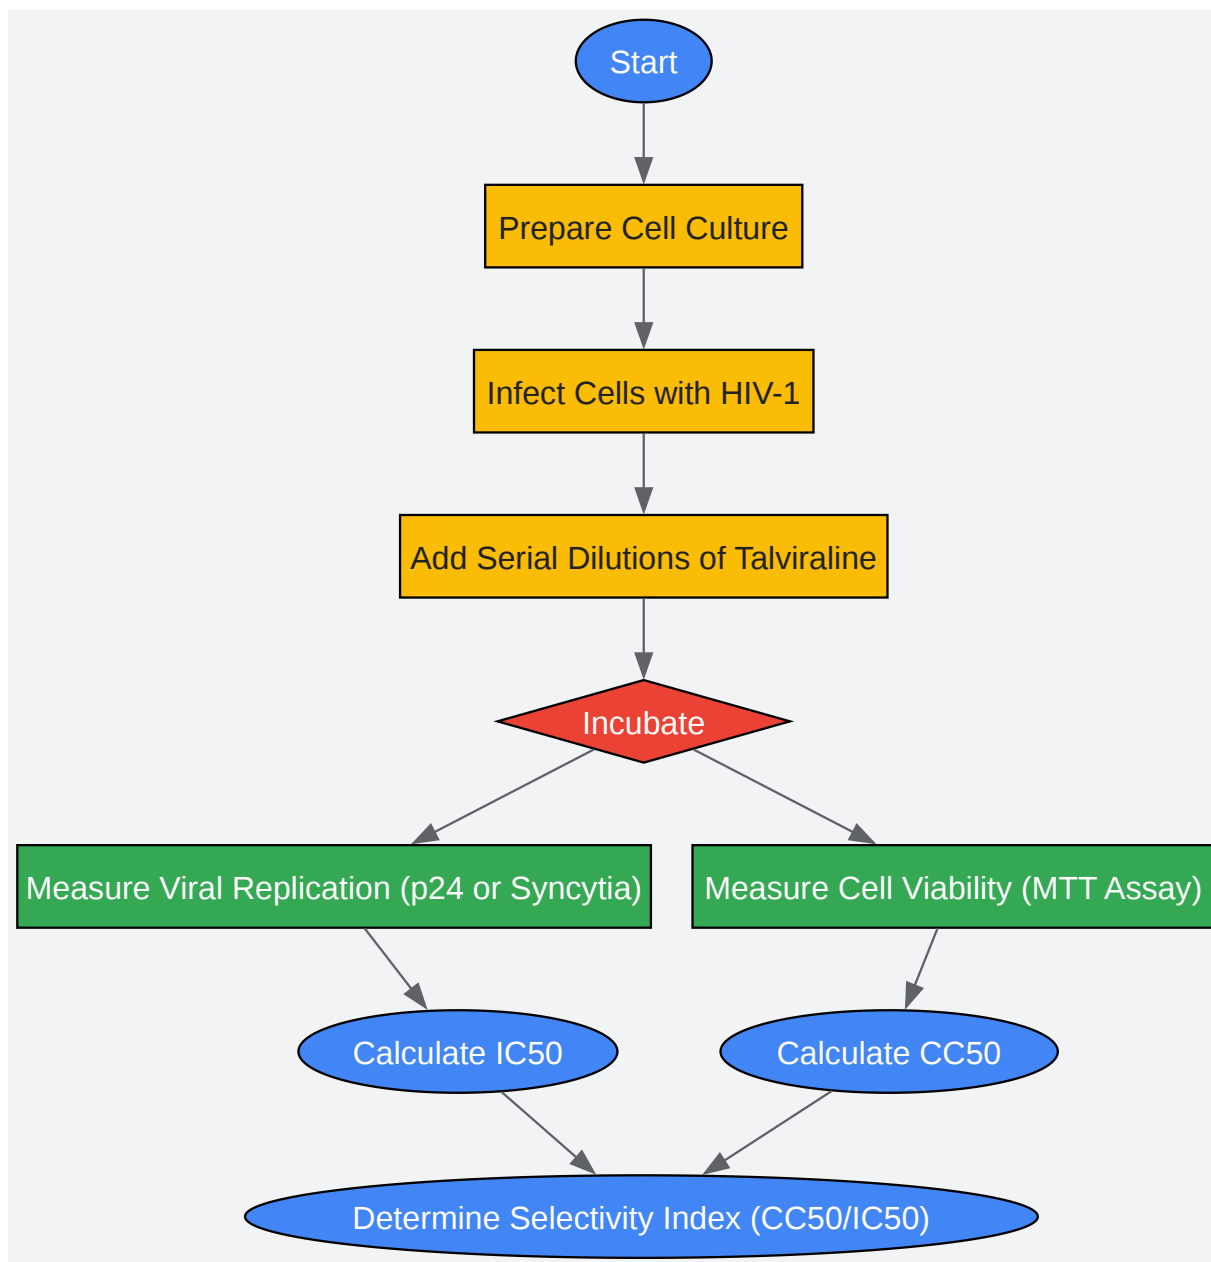 Start
Prepare Cell Culture
Infect Cells with HIV-1
Add Serial Dilutions of Talviraline
Incubate
Measure Viral Replication (p24 or Syncytia)
Measure Cell Viability (MTT Assay)
Calculate IC50
Calculate CC50
Determine Selectivity Index (CC50/IC50)